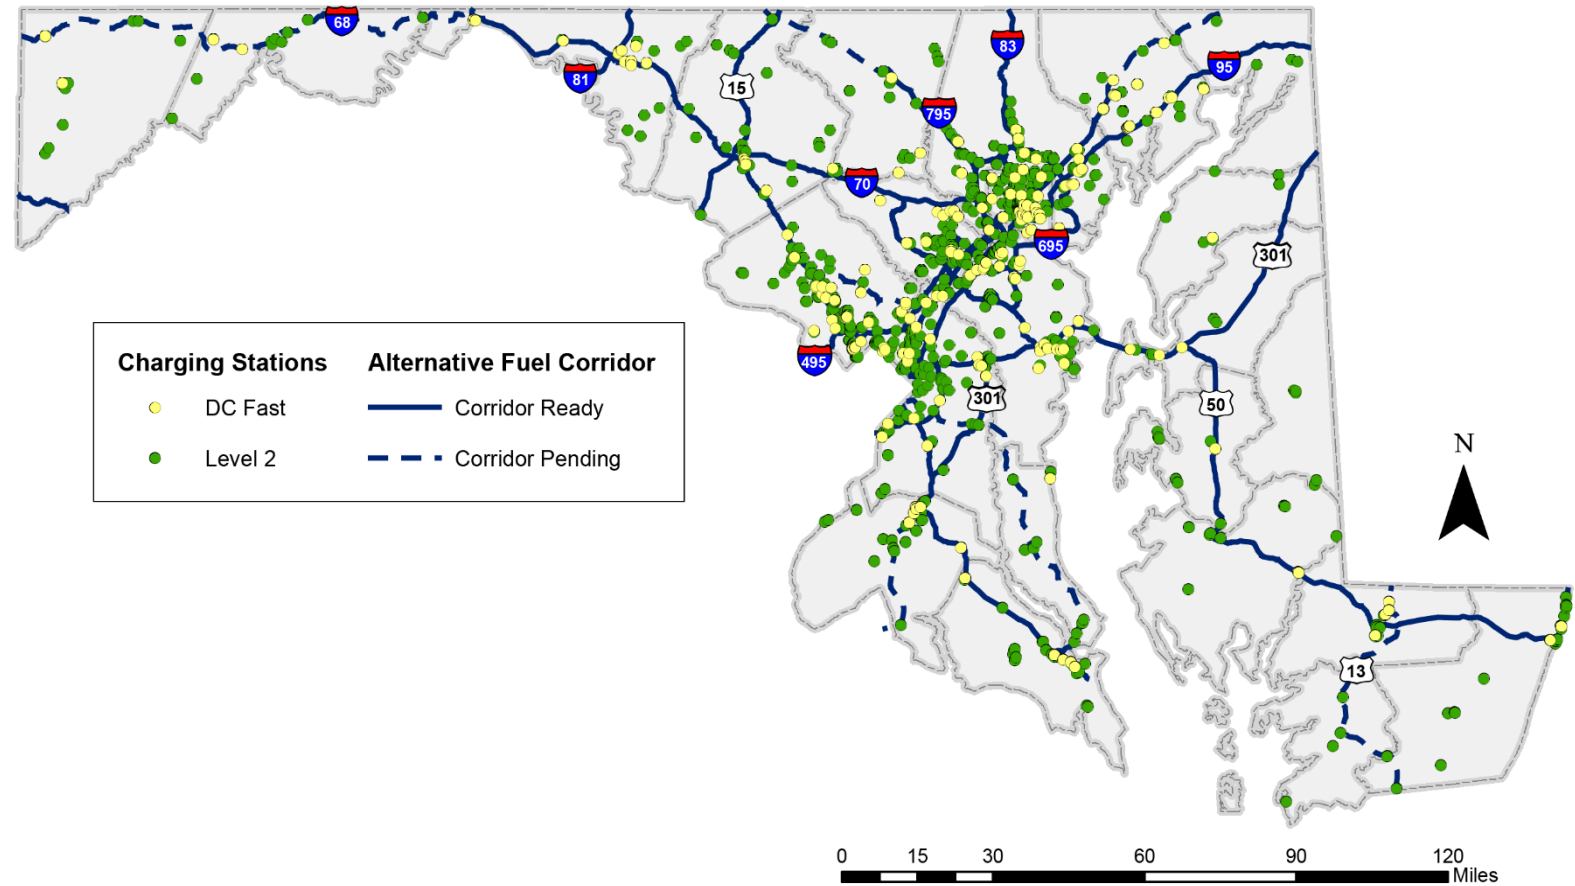 68
83
95
81
15
795
70
695
301
495
Charging Stations
Alternative Fuel Corridor
DC Fast
Corridor Ready
Level 2
Corridor Pending
301
50
N
13
0 15 30 60 90 120
Miles